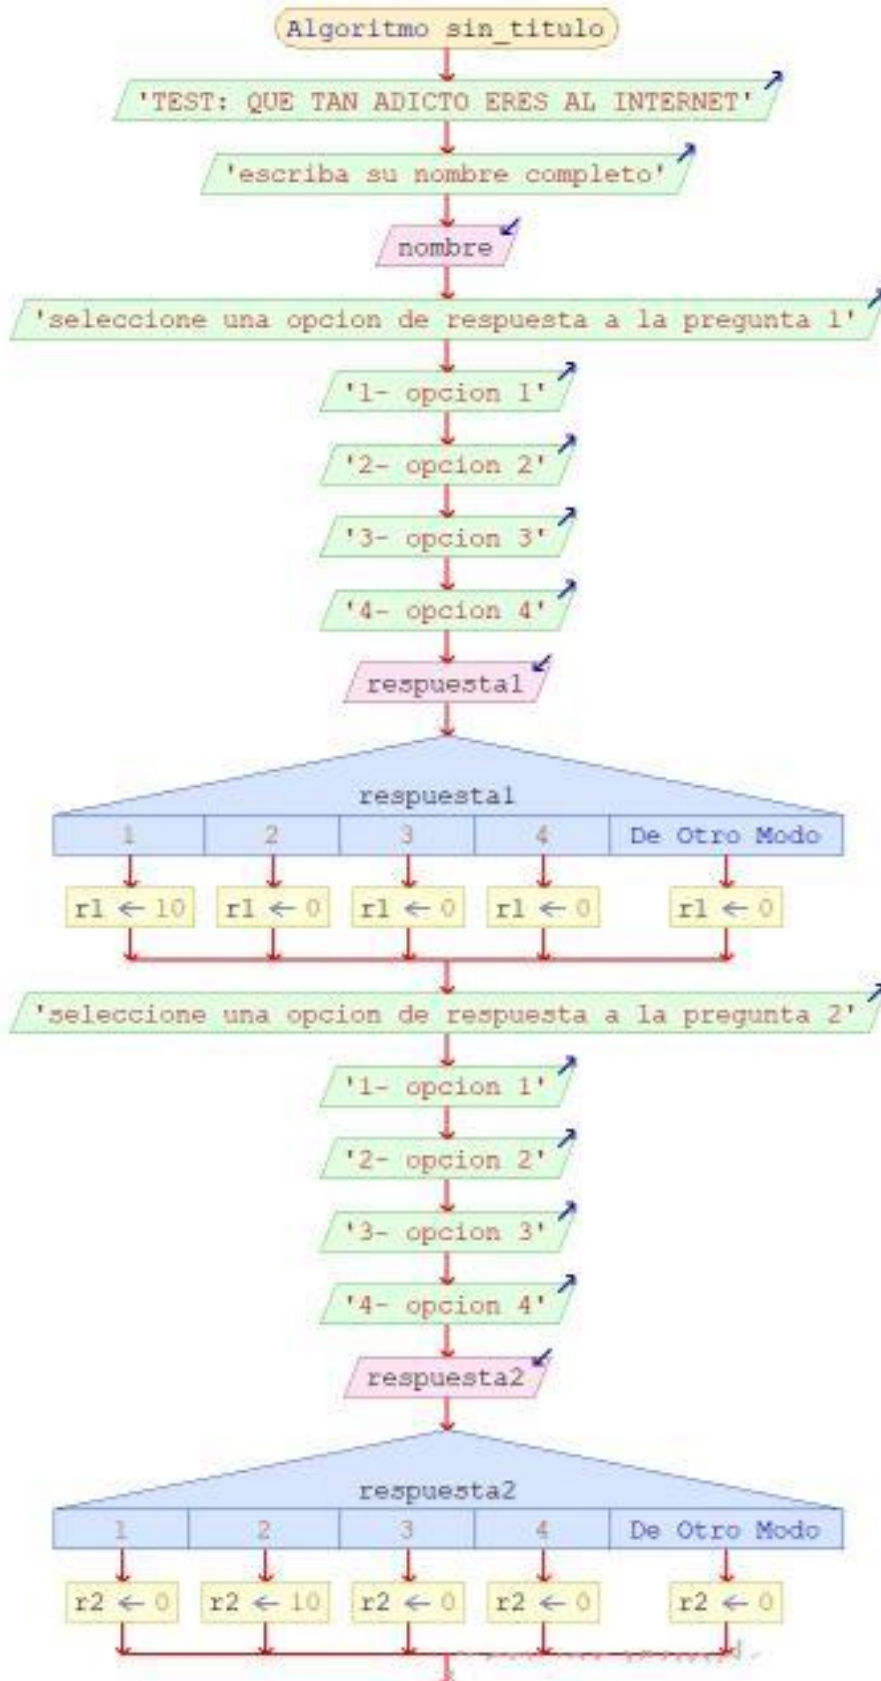 Algoritmo sin_titulo
'TEST: QUE TAN ADICTO ERES AL INTERNET'
'escriba su nombre completo'
nombre
'seleccione una opcion de respuesta a la pregunta 1'
'1- opcion 1'
'2- opcion 2'
'3- opcion 3'
'4- opcion 4'
respuesta1
respuesta1
1 2 3 4 De Otro Modo
r1 ← 10 r1 ← 0 r1 ← 0 r1 ← 0 r1 ← 0
'seleccione una opcion de respuesta a la pregunta 2'
'1- opcion 1'
'2- opcion 2'
'3- opcion 3'
'4- opcion 4'
respuesta2
respuesta2
1 2 3 4 De Otro Modo
r2 ← 0 r2 ← 10 r2 ← 0 r2 ← 0 r2 ← 0